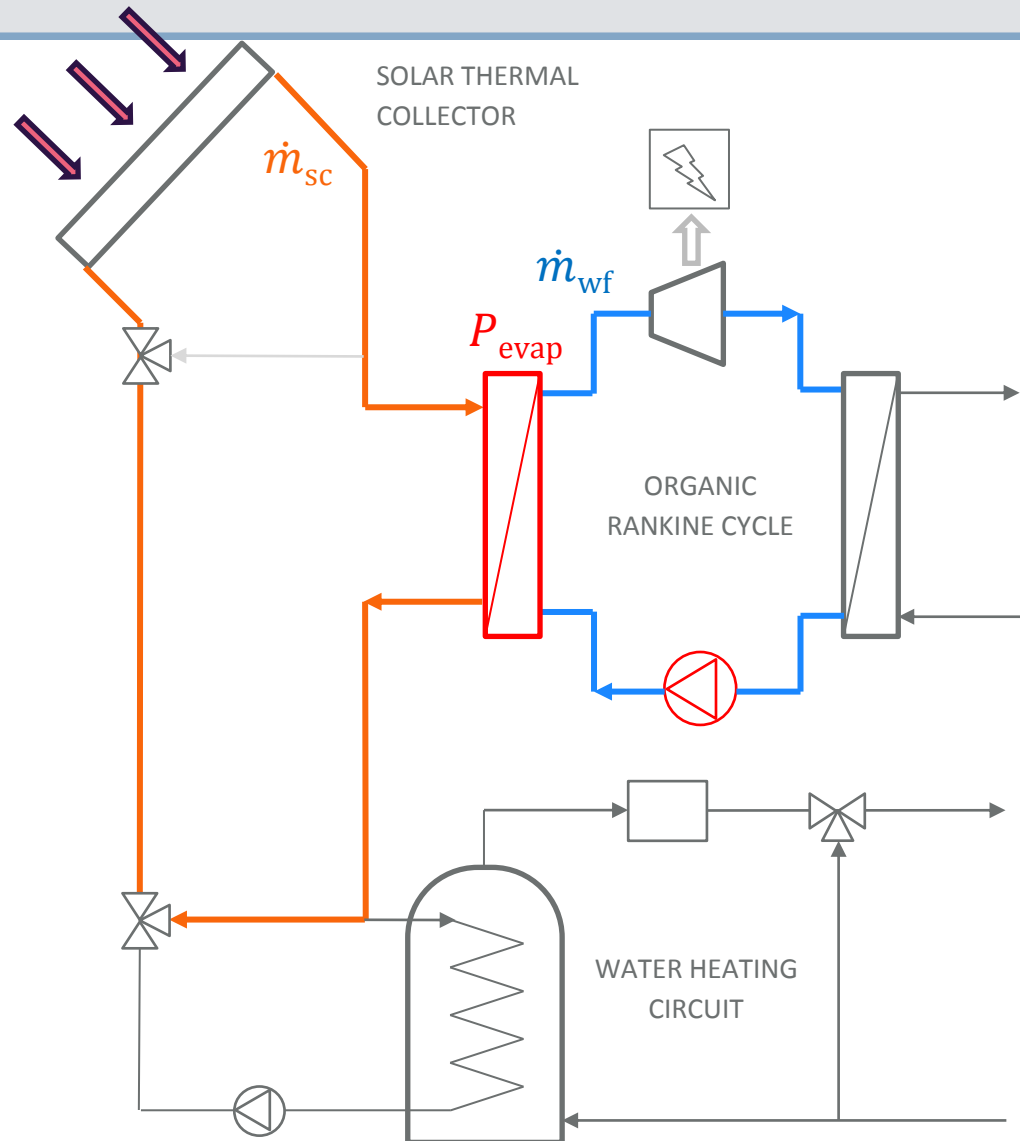 SOLAR THERMAL
COLLECTOR
ṁsc
ṁwf
Pevap
ORGANIC
RANKINE CYCLE
WATER HEATING
CIRCUIT